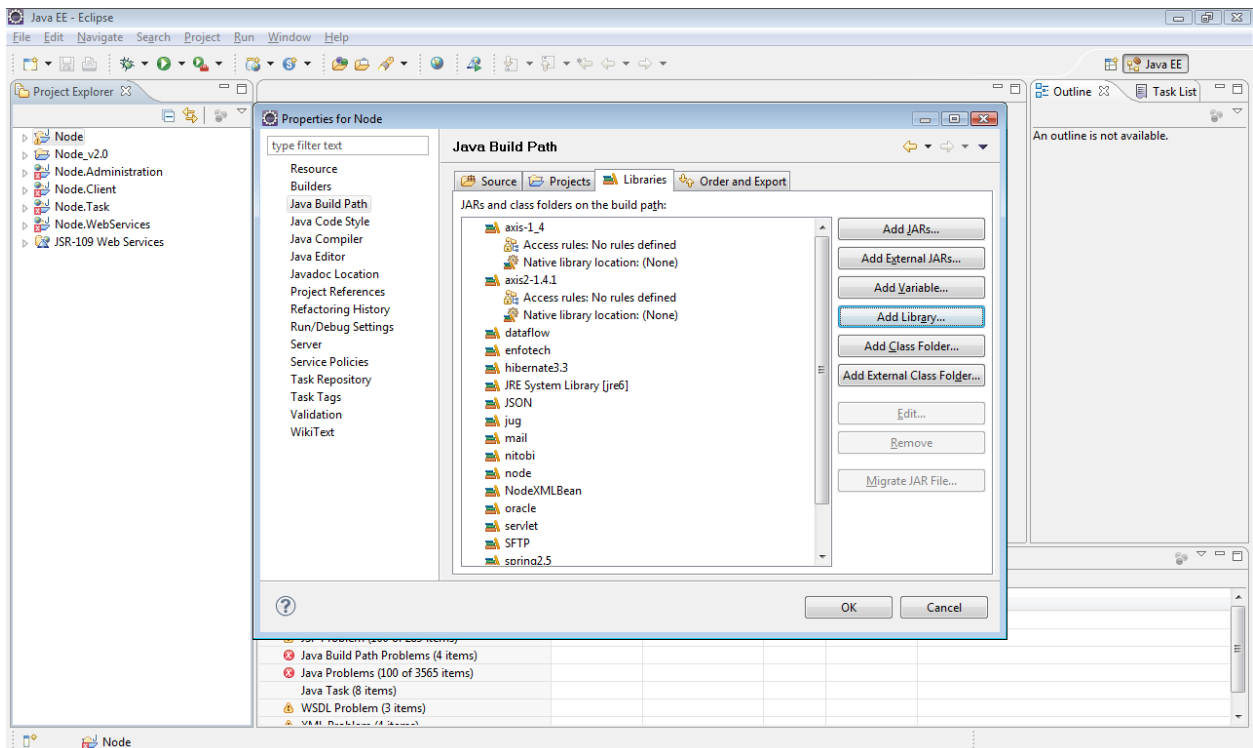 Java EE - Eclipse
File Edit Navigate Search Project Run Window Help
Java EE
Project Explorer
Node
Node_v2.0
Node.Administration
Node.Client
Node.Task
Node.WebServices
JSR-109 Web Services
Properties for Node
type filter text
Resource
Builders
Java Build Path
Java Code Style
Java Compiler
Java Editor
Javadoc Location
Project References
Refactoring History
Run/Debug Settings
Server
Service Policies
Task Repository
Task Tags
Validation
WikiText
Java Build Path
Source Projects Libraries Order and Export
JARs and class folders on the build path:
axis-1_4
Access rules: No rules defined
Native library location: (None)
axis2-1.4.1
Access rules: No rules defined
Native library location: (None)
dataflow
enfotech
hibernate3.3
JRE System Library [jre6]
JSON
jug
mail
nitobi
node
NodeXMLBean
oracle
servlet
SFTP
spring2.5
Add JARs...
Add External JARs...
Add Variable...
Add Library...
Add Class Folder...
Add External Class Folder...
Edit...
Remove
Migrate JAR File...
OK Cancel
Outline Task List
An outline is not available.
Java Build Path Problems (4 items)
Java Problems (100 of 3565 items)
Java Task (8 items)
WSDL Problem (3 items)
Node